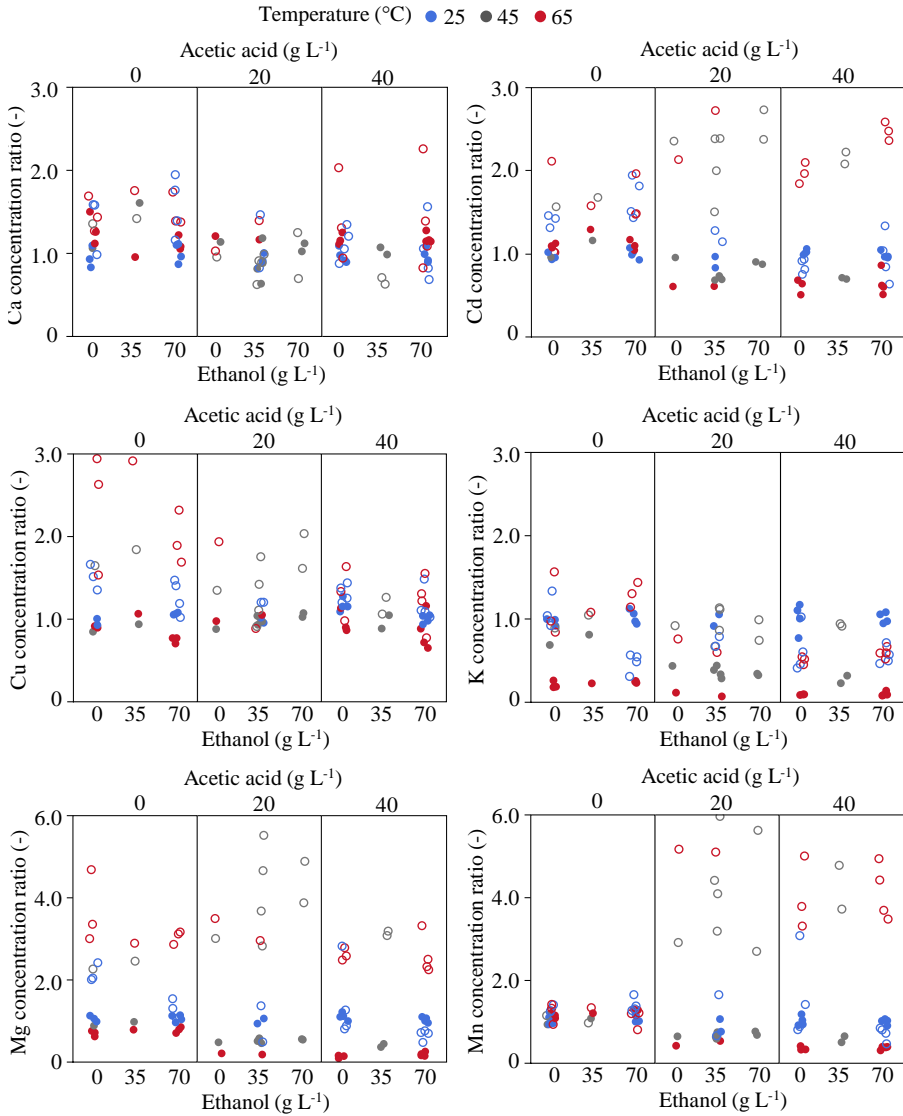 Temperature (°C) 25 45 65
Acetic acid (g L-1) Acetic acid (g L-1)
0 20 40 0 20 40
3.0 3.0
2.0 2.0
1.0 1.0
0 0
Ca concentration ratio (-) Cd concentration ratio (-)
0 35 70 0 35 70 0 35 70 0 35 70 0 35 70 0 35 70
Ethanol (g L-1) Ethanol (g L-1)
Acetic acid (g L-1) Acetic acid (g L-1)
0 20 40 0 20 40
3.0 3.0
2.0 2.0
1.0 1.0
0 0
Cu concentration ratio (-) K concentration ratio (-)
0 35 70 0 35 70 0 35 70 0 35 70 0 35 70 0 35 70
Ethanol (g L-1) Ethanol (g L-1)
Acetic acid (g L-1) Acetic acid (g L-1)
0 20 40 0 20 40
6.0 6.0
4.0 4.0
2.0 2.0
0 0
Mg concentration ratio (-) Mn concentration ratio (-)
0 35 70 0 35 70 0 35 70 0 35 70 0 35 70 0 35 70
Ethanol (g L-1) Ethanol (g L-1)